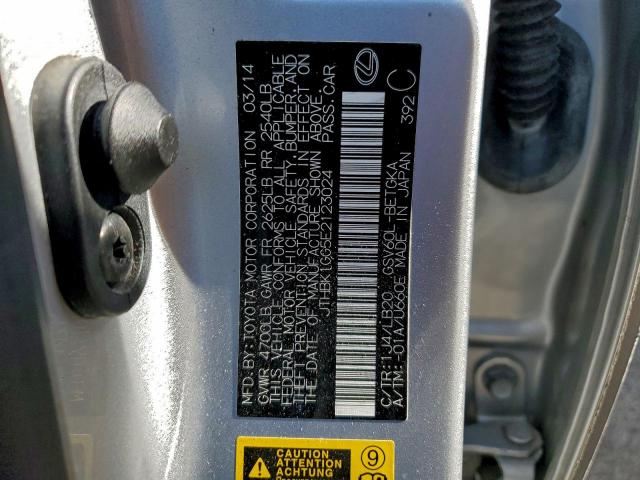 MFD BY: TOYOTA MOTOR CORPORATION 03/14
GVWR 4700LB GAWR FR 2625LB RR 2540LB
THIS VEHICLE CONFORMS TO ALL APPLICABLE
FEDERAL MOTOR VEHICLE SAFETY, BUMPER, AND
THEFT PREVENTION STANDARDS IN EFFECT ON
THE DATE OF MANUFACTURE SHOWN ABOVE.
JTHBK1GG5E2123024 PASS. CAR
C/TR: 1J4/LB20 GSV60L-BETGKA
A/TM: -01A/U660E MADE IN JAPAN 392 C
CAUTION
ATTENTION
ACHTUNG
9